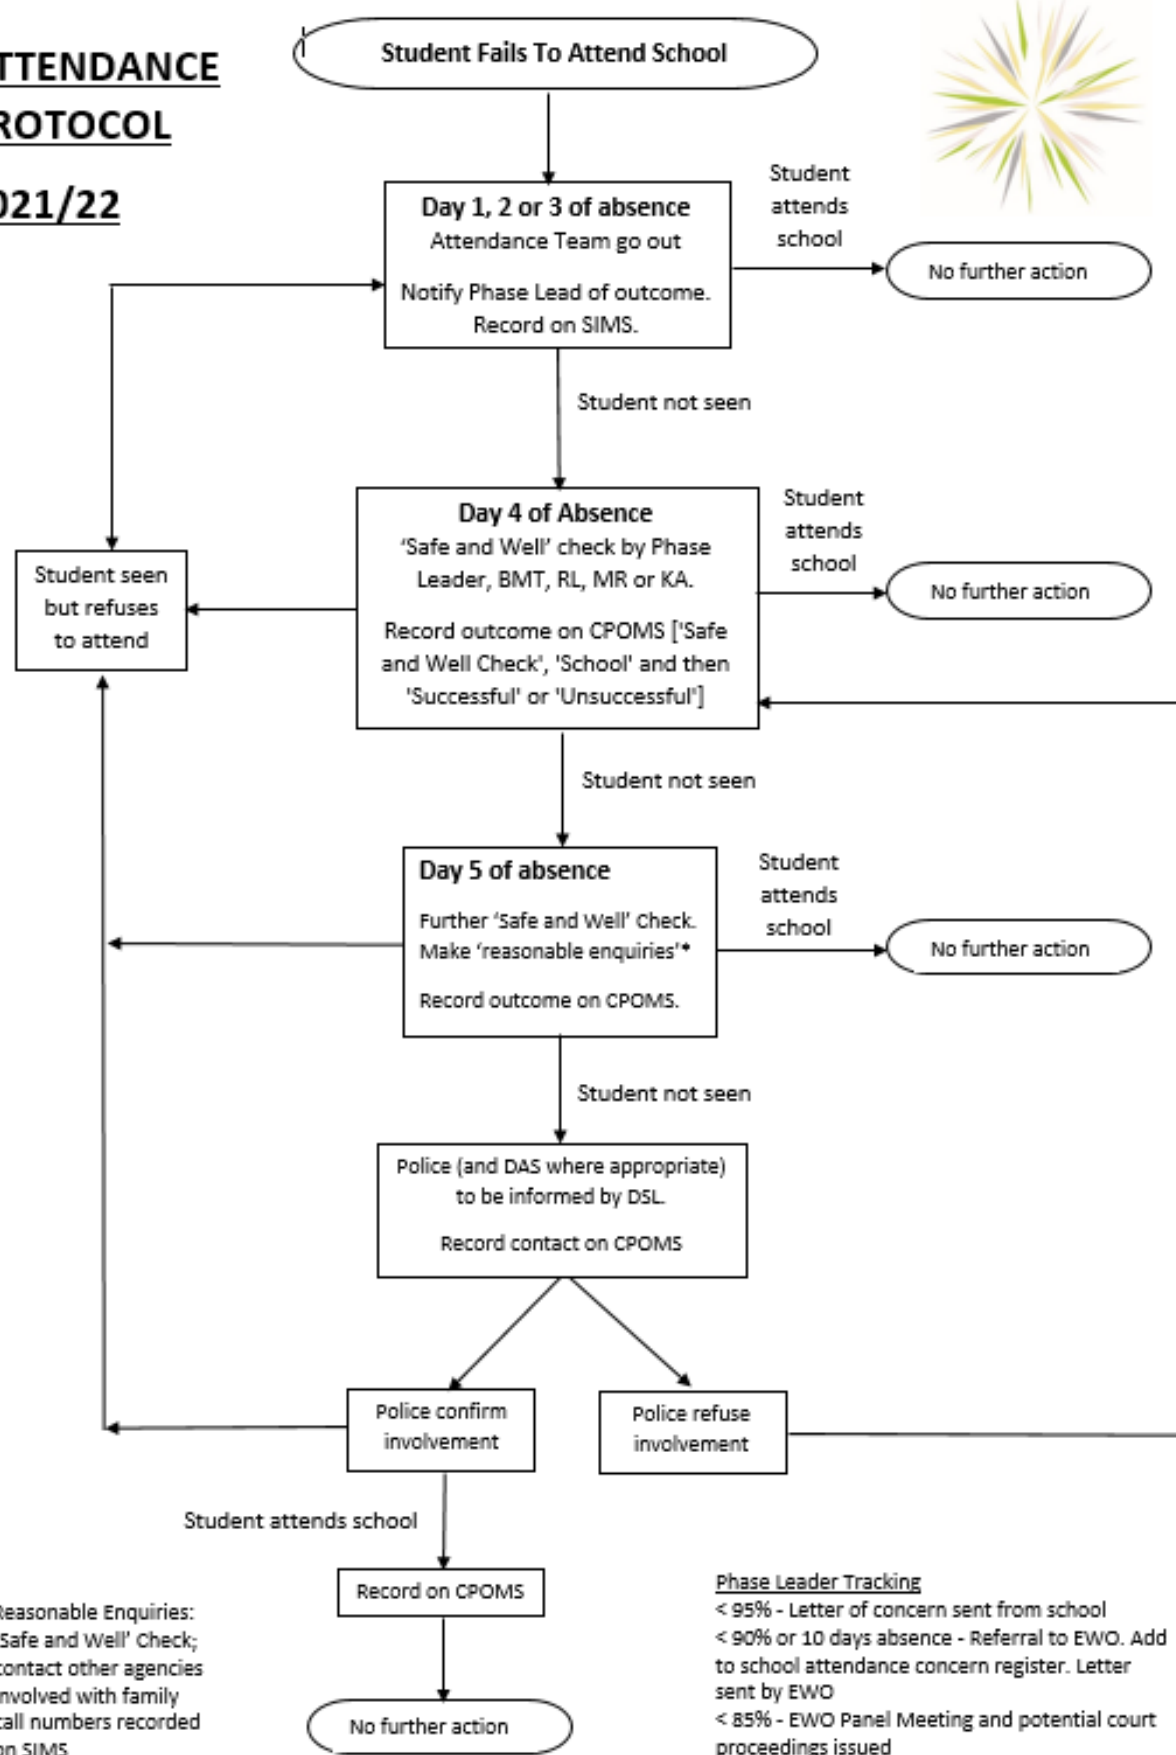 TTENDANCE
ROTOCOL
021/22
Student Fails To Attend School
Day 1, 2 or 3 of absence
Attendance Team go out
Notify Phase Lead of outcome.
Record on SIMS.
Student
attends
school
No further action
Student not seen
Day 4 of Absence
‘Safe and Well’ check by Phase
Leader, BMT, RL, MR or KA.
Record outcome on CPOMS ['Safe
and Well Check', 'School' and then
'Successful' or 'Unsuccessful']
Student
attends
school
No further action
Student seen
but refuses
to attend
Student not seen
Day 5 of absence
Further ‘Safe and Well’ Check.
Make ‘reasonable enquiries’*
Record outcome on CPOMS.
Student
attends
school
No further action
Student not seen
Police (and DAS where appropriate)
to be informed by DSL.
Record contact on CPOMS
Police confirm
involvement
Police refuse
involvement
Student attends school
Record on CPOMS
No further action
Reasonable Enquiries:
Safe and Well’ Check;
contact other agencies
nvolved with family
call numbers recorded
on SIMS
Phase Leader Tracking
< 95% - Letter of concern sent from school
< 90% or 10 days absence - Referral to EWO. Add
to school attendance concern register. Letter
sent by EWO
< 85% - EWO Panel Meeting and potential court
proceedings issued